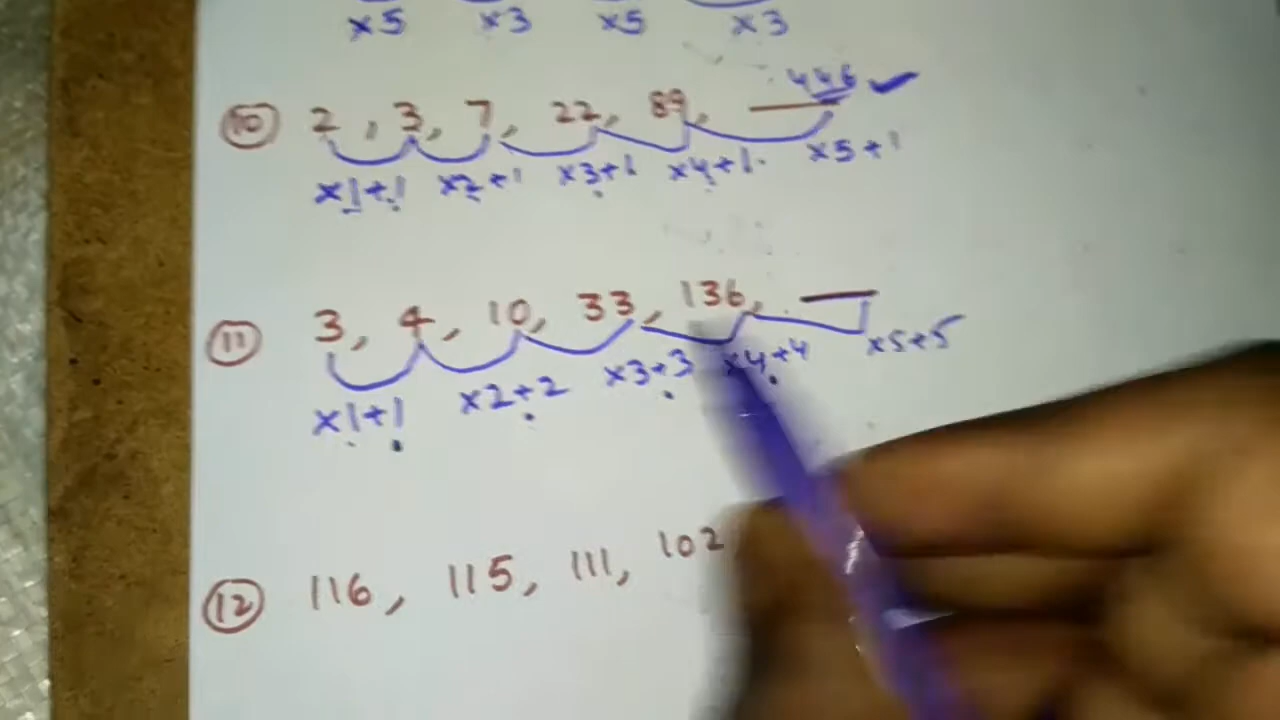 ×5 ×3 ×5 ×3
446 ✓
10 2, 3, 7, 22, 89, __
×1+1 ×2+1 ×3+1 ×4+1 ×5+1
11 3, 4, 10, 33, 136, __
×1+1 ×2+2 ×3+3 ×4+4 ×5+5
12 116, 115, 111, 102